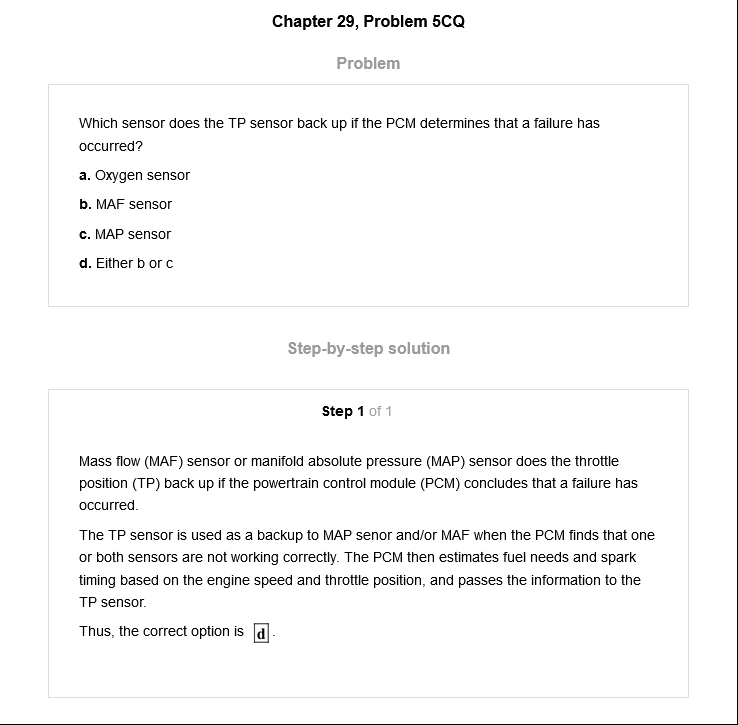 Chapter 29, Problem 5CQ
Problem
Which sensor does the TP sensor back up if the PCM determines that a failure has
occurred?
a. Oxygen sensor
b. MAF sensor
c. MAP sensor
d. Either b or c
Step-by-step solution
Step 1 of 1
Mass flow (MAF) sensor or manifold absolute pressure (MAP) sensor does the throttle
position (TP) back up if the powertrain control module (PCM) concludes that a failure has
occurred.
The TP sensor is used as a backup to MAP senor and/or MAF when the PCM finds that one
or both sensors are not working correctly. The PCM then estimates fuel needs and spark
timing based on the engine speed and throttle position, and passes the information to the
TP sensor.
Thus, the correct option is d.